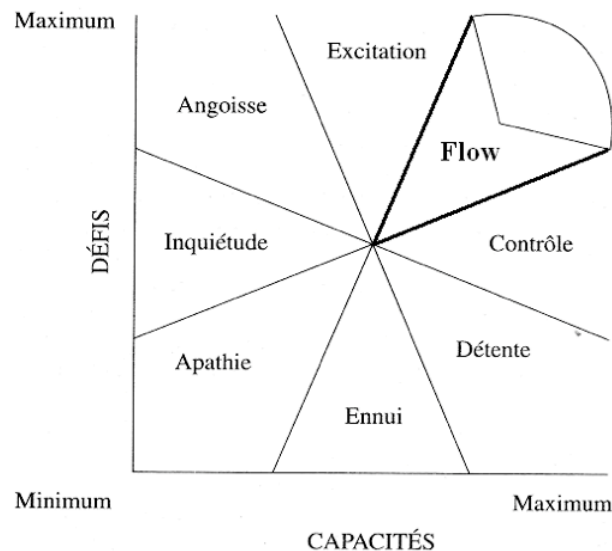 Maximum
Excitation
Angoisse
Flow
DÉFIS
Inquiétude
Contrôle
Apathie
Détente
Ennui
Minimum
Maximum
CAPACITÉS